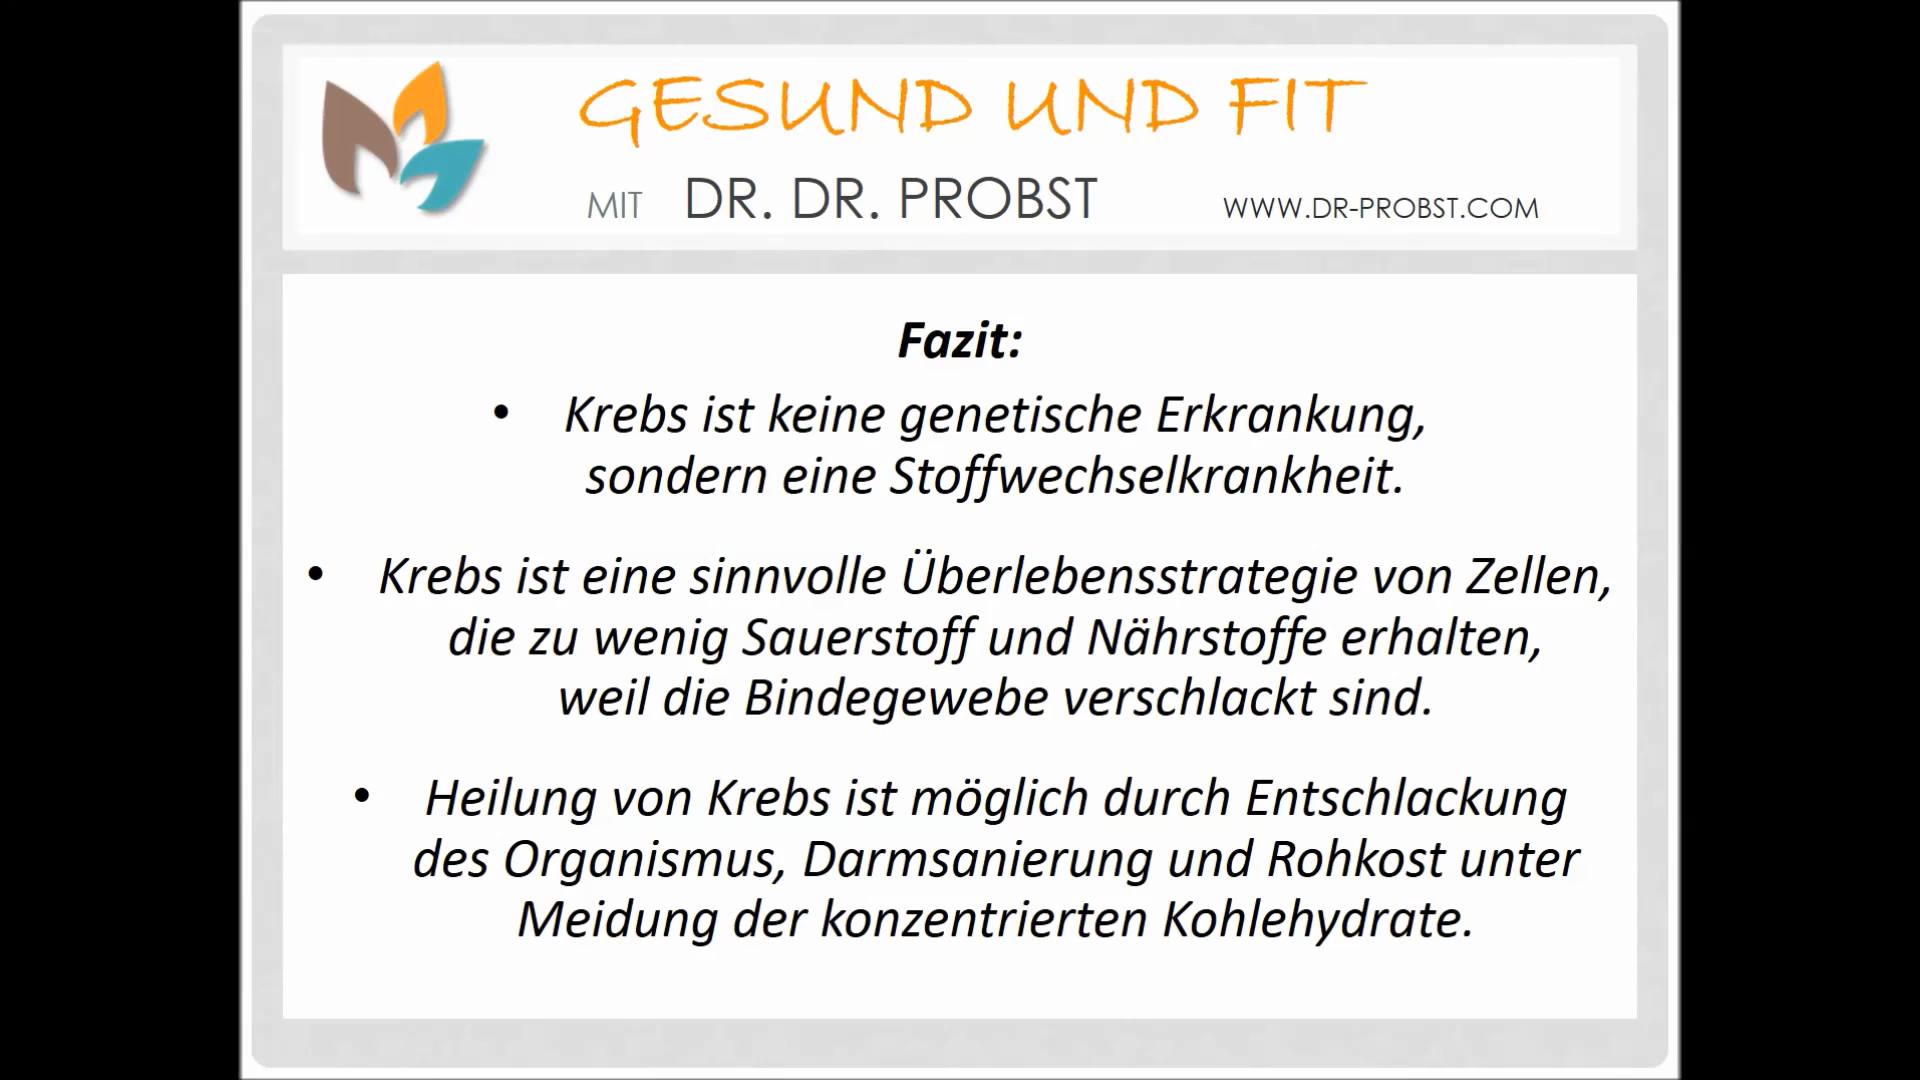 GESUND UND FIT
MIT DR. DR. PROBST WWW.DR-PROBST.COM
Fazit:
• Krebs ist keine genetische Erkrankung,
sondern eine Stoffwechselkrankheit.
• Krebs ist eine sinnvolle Überlebensstrategie von Zellen,
die zu wenig Sauerstoff und Nährstoffe erhalten,
weil die Bindegewebe verschlackt sind.
• Heilung von Krebs ist möglich durch Entschlackung
des Organismus, Darmsanierung und Rohkost unter
Meidung der konzentrierten Kohlehydrate.